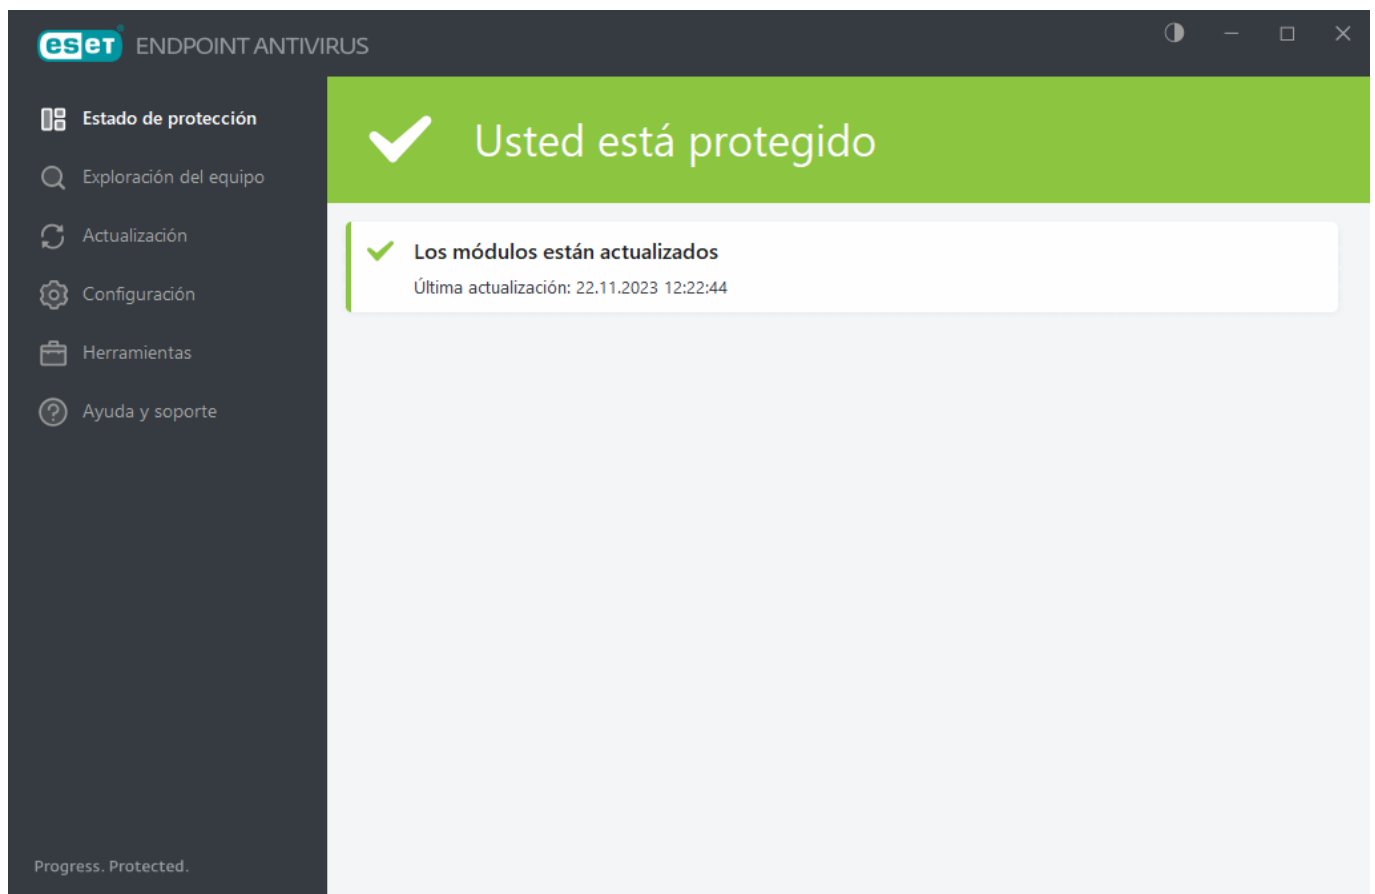 eset ENDPOINT ANTIVIRUS
Estado de protección
Exploración del equipo
Actualización
Configuración
Herramientas
Ayuda y soporte
Progress. Protected.
Usted está protegido
Los módulos están actualizados
Última actualización: 22.11.2023 12:22:44